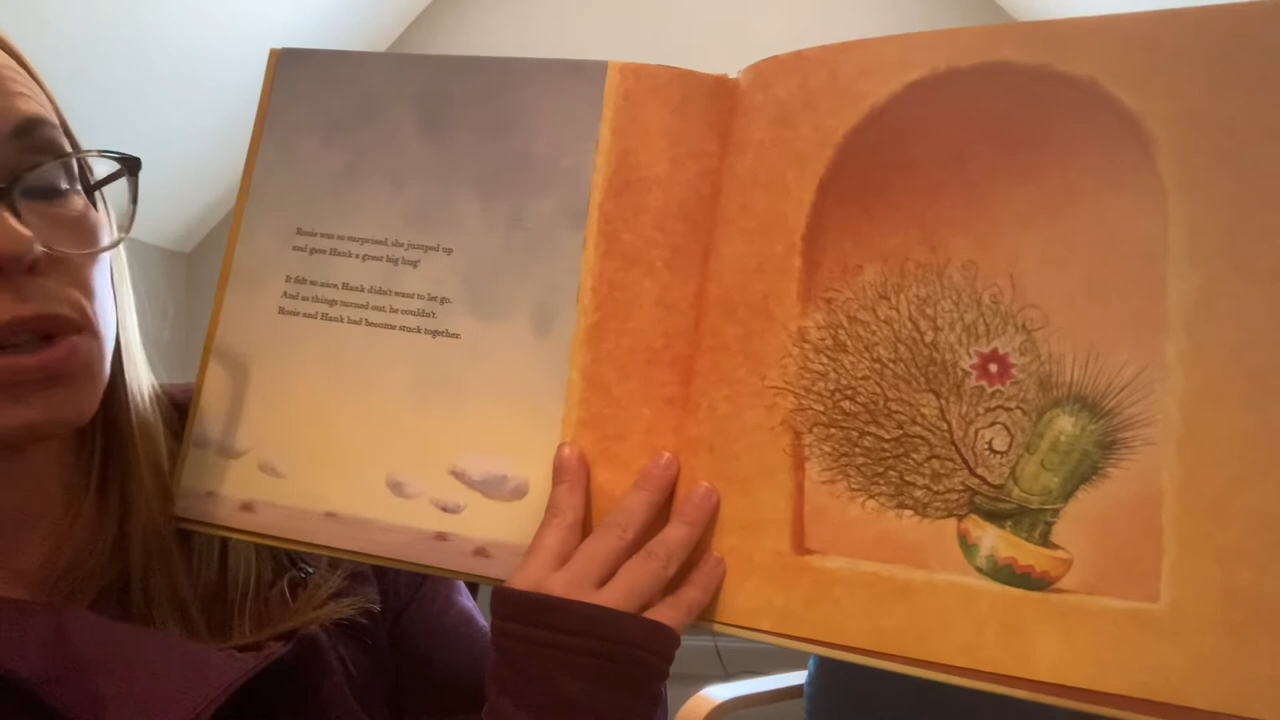 Rosie was so surprised, she jumped up
and gave Hank a great big hug!
It felt so nice, Hank didn't want to let go.
And as things turned out, he couldn't.
Rosie and Hank had become stuck together.